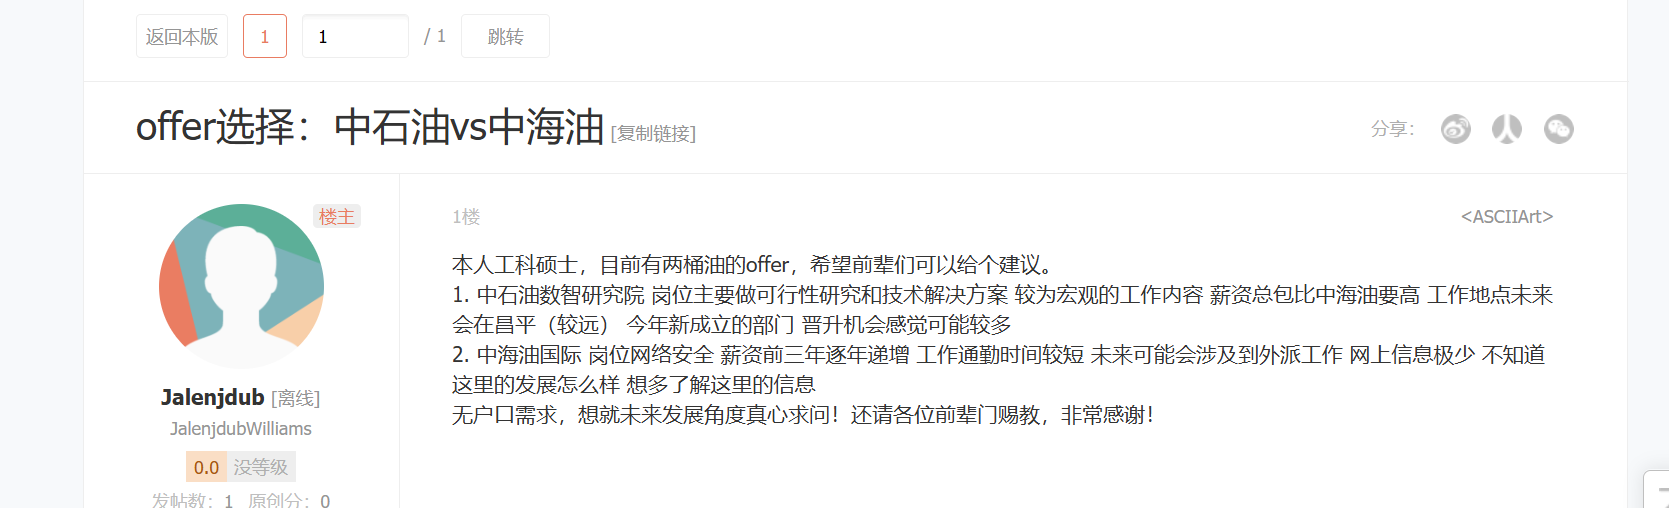 返回本版 1 1 / 1 跳转
offer选择：中石油vs中海油 [复制链接] 分享：
楼主
1楼 <ASCIIArt>
本人工科硕士，目前有两桶油的offer，希望前辈们可以给个建议。
1. 中石油数智研究院 岗位主要做可行性研究和技术解决方案 较为宏观的工作内容 薪资总包比中海油要高 工作地点未来
会在昌平（较远） 今年新成立的部门 晋升机会感觉可能较多
2. 中海油国际 岗位网络安全 薪资前三年逐年递增 工作通勤时间较短 未来可能会涉及到外派工作 网上信息极少 不知道
这里的发展怎么样 想多了解这里的信息
无户口需求，想就未来发展角度真心求问！还请各位前辈门赐教，非常感谢！
Jalenjdub [离线]
JalenjdubWilliams
0.0 没等级
发帖数：1 原创分：0